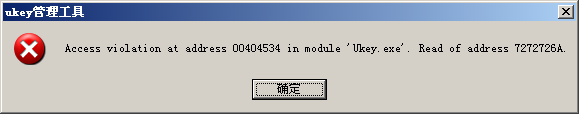 ukey管理工具
Access violation at address 00404534 in module 'Ukey.exe'. Read of address 7272726A.
确定